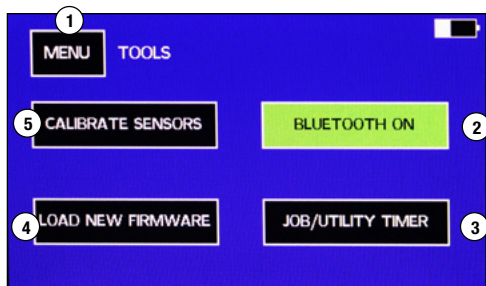 1
MENU TOOLS
5 CALIBRATE SENSORS BLUETOOTH ON 2
4 LOAD NEW FIRMWARE JOB/UTILITY TIMER 3